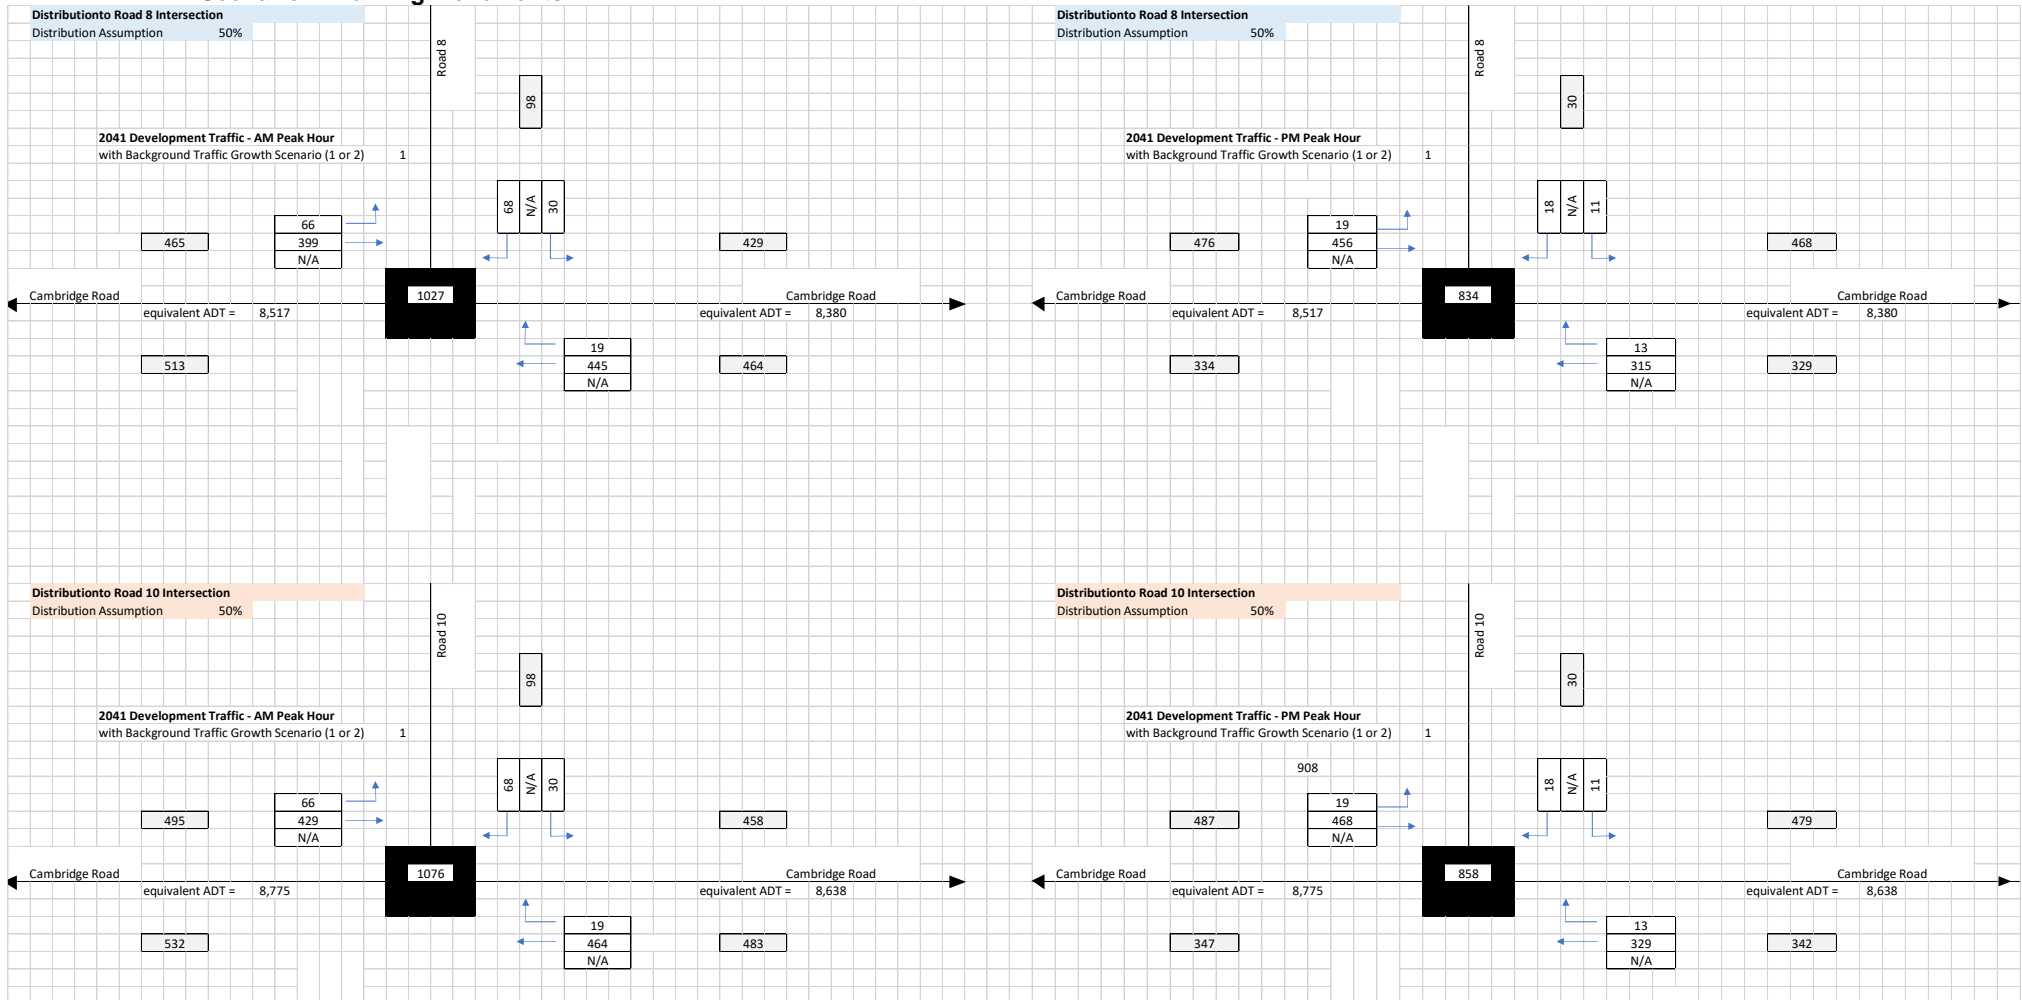 Distributionto Road 8 Intersection
Distribution Assumption 50%
Road 8
98
2041 Development Traffic - AM Peak Hour
with Background Traffic Growth Scenario (1 or 2) 1
68 N/A 30
66
465 399 429
N/A
1027
Cambridge Road Cambridge Road
equivalent ADT = 8,517 equivalent ADT = 8,380
19
513 445 464
N/A
Distributionto Road 8 Intersection
Distribution Assumption 50%
Road 8
30
2041 Development Traffic - PM Peak Hour
with Background Traffic Growth Scenario (1 or 2) 1
18 N/A 11
19
476 456 468
N/A
834
Cambridge Road Cambridge Road
equivalent ADT = 8,517 equivalent ADT = 8,380
13
334 315 329
N/A
Distributionto Road 10 Intersection
Distribution Assumption 50%
Road 10
98
2041 Development Traffic - AM Peak Hour
with Background Traffic Growth Scenario (1 or 2) 1
68 N/A 30
66
495 429 458
N/A
1076
Cambridge Road Cambridge Road
equivalent ADT = 8,775 equivalent ADT = 8,638
19
532 464 483
N/A
Distributionto Road 10 Intersection
Distribution Assumption 50%
Road 10
30
2041 Development Traffic - PM Peak Hour
with Background Traffic Growth Scenario (1 or 2) 1
908
18 N/A 11
19
487 468 479
N/A
858
Cambridge Road Cambridge Road
equivalent ADT = 8,775 equivalent ADT = 8,638
13
347 329 342
N/A